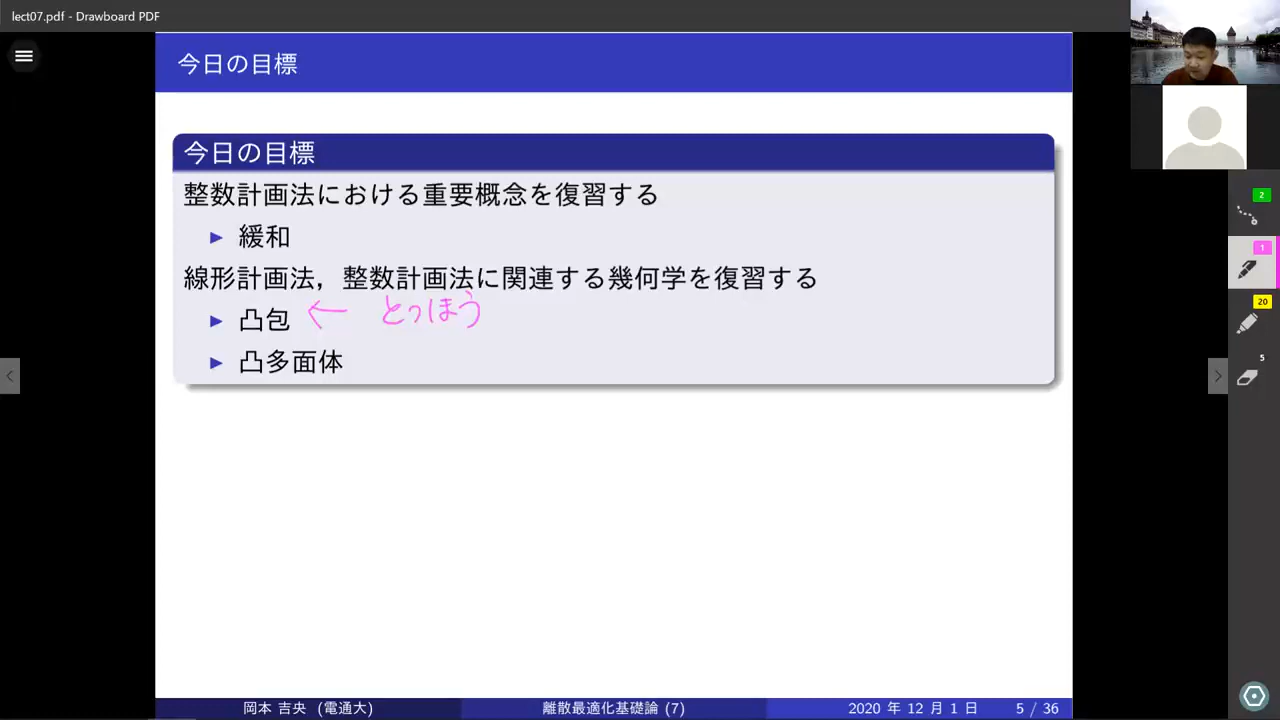 lect07.pdf - Drawboard PDF
今日の目標
今日の目標
整数計画法における重要概念を復習する
▶ 緩和
線形計画法，整数計画法に関連する幾何学を復習する
▶ 凸包 ← とっほう
▶ 凸多面体
2
1
20
5
岡本 吉央 (電通大) 離散最適化基礎論 (7) 2020 年 12 月 1 日 5 / 36